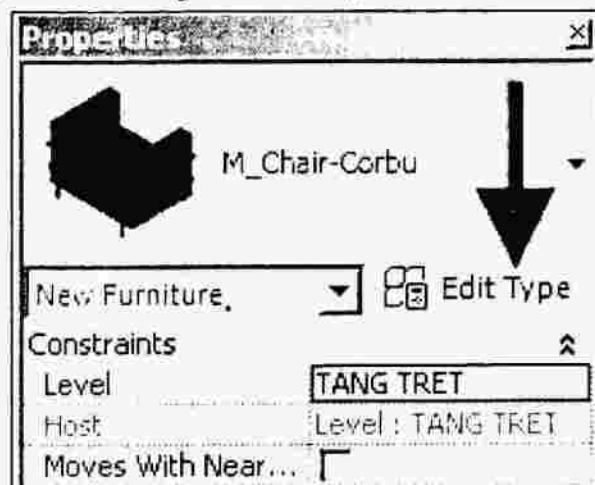 Properties
M_Chair-Corbu
New Furniture
Edit Type
Constraints
Level TANG TRET
Host Level : TANG TRET
Moves With Near...